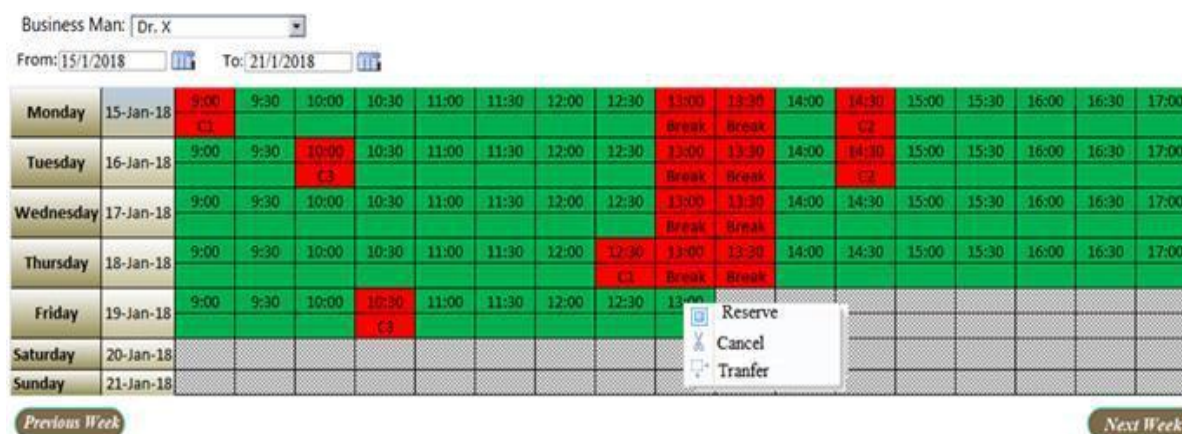 Business Man: Dr. X
From: 15/1/2018 To: 21/1/2018
Monday 15-Jan-18 9:00 9:30 10:00 10:30 11:00 11:30 12:00 12:30 13:00 13:30 14:00 14:30 15:00 15:30 16:00 16:30 17:00
C1 Break Break C2
Tuesday 16-Jan-18 9:00 9:30 10:00 10:30 11:00 11:30 12:00 12:30 13:00 13:30 14:00 14:30 15:00 15:30 16:00 16:30 17:00
C3 Break Break C2
Wednesday 17-Jan-18 9:00 9:30 10:00 10:30 11:00 11:30 12:00 12:30 13:00 13:30 14:00 14:30 15:00 15:30 16:00 16:30 17:00
Break Break
Thursday 18-Jan-18 9:00 9:30 10:00 10:30 11:00 11:30 12:00 12:30 13:00 13:30 14:00 14:30 15:00 15:30 16:00 16:30 17:00
C1 Break Break
Friday 19-Jan-18 9:00 9:30 10:00 10:30 11:00 11:30 12:00 12:30 13:00
C3
Reserve
Cancel
Tranfer
Saturday 20-Jan-18
Sunday 21-Jan-18
Previous Week Next Week